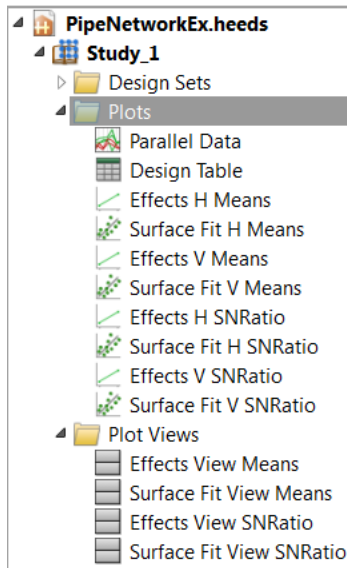 PipeNetworkEx.heeds
Study_1
Design Sets
Plots
Parallel Data
Design Table
Effects H Means
Surface Fit H Means
Effects V Means
Surface Fit V Means
Effects H SNRatio
Surface Fit H SNRatio
Effects V SNRatio
Surface Fit V SNRatio
Plot Views
Effects View Means
Surface Fit View Means
Effects View SNRatio
Surface Fit View SNRatio